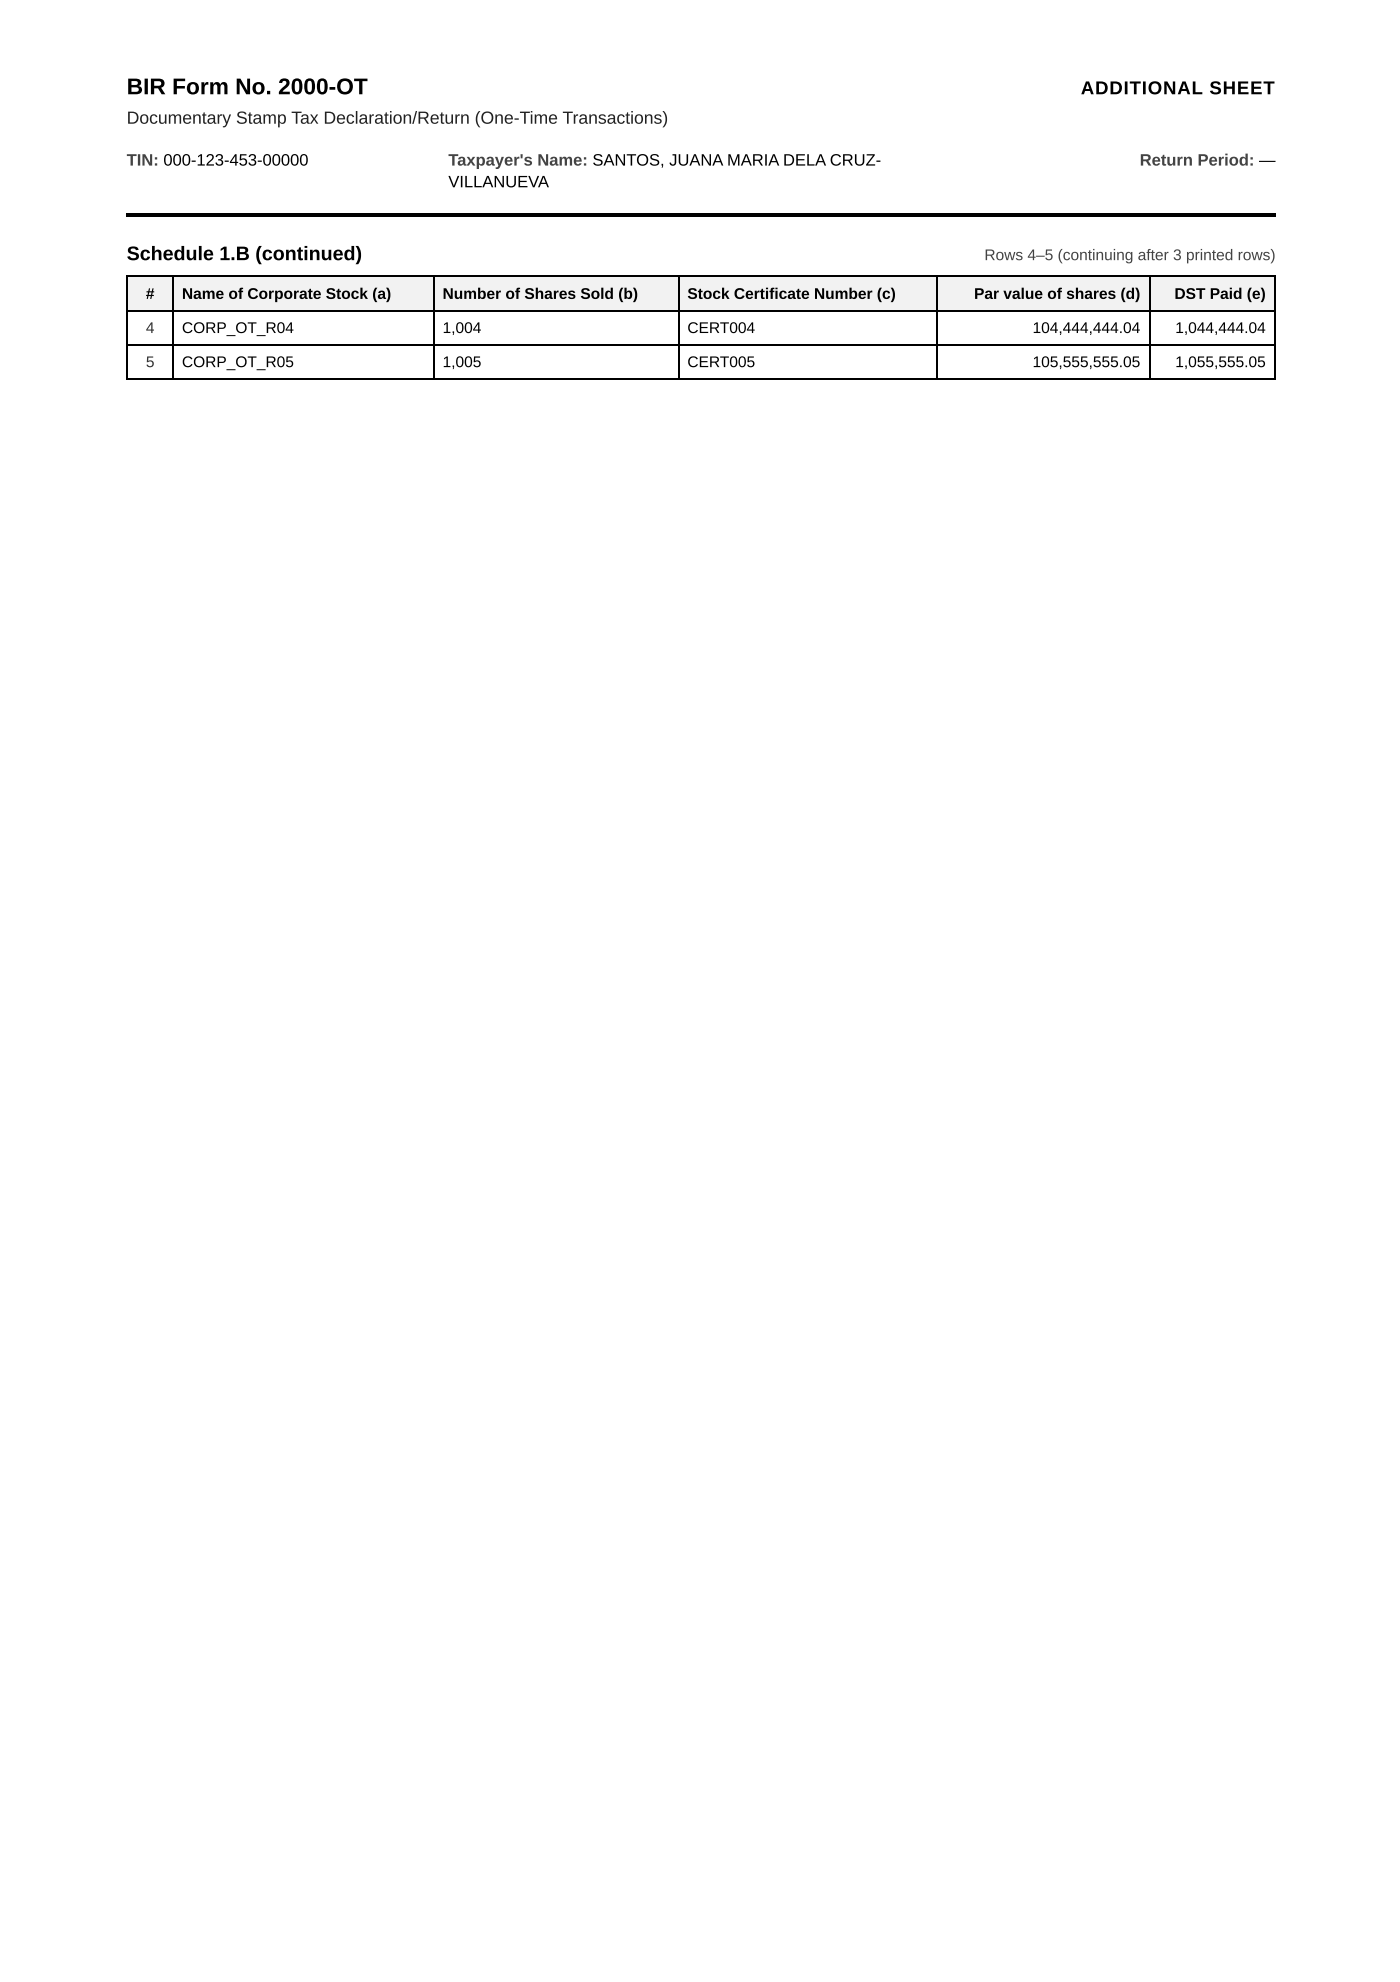 BIR Form No. 2000-OT
ADDITIONAL SHEET
Documentary Stamp Tax Declaration/Return (One-Time Transactions)
TIN: 000-123-453-00000
Taxpayer's Name: SANTOS, JUANA MARIA DELA CRUZ-
VILLANUEVA
Return Period: —
Schedule 1.B (continued)
Rows 4–5 (continuing after 3 printed rows)
# Name of Corporate Stock (a) Number of Shares Sold (b) Stock Certificate Number (c) Par value of shares (d) DST Paid (e)
4 CORP_OT_R04 1,004 CERT004 104,444,444.04 1,044,444.04
5 CORP_OT_R05 1,005 CERT005 105,555,555.05 1,055,555.05